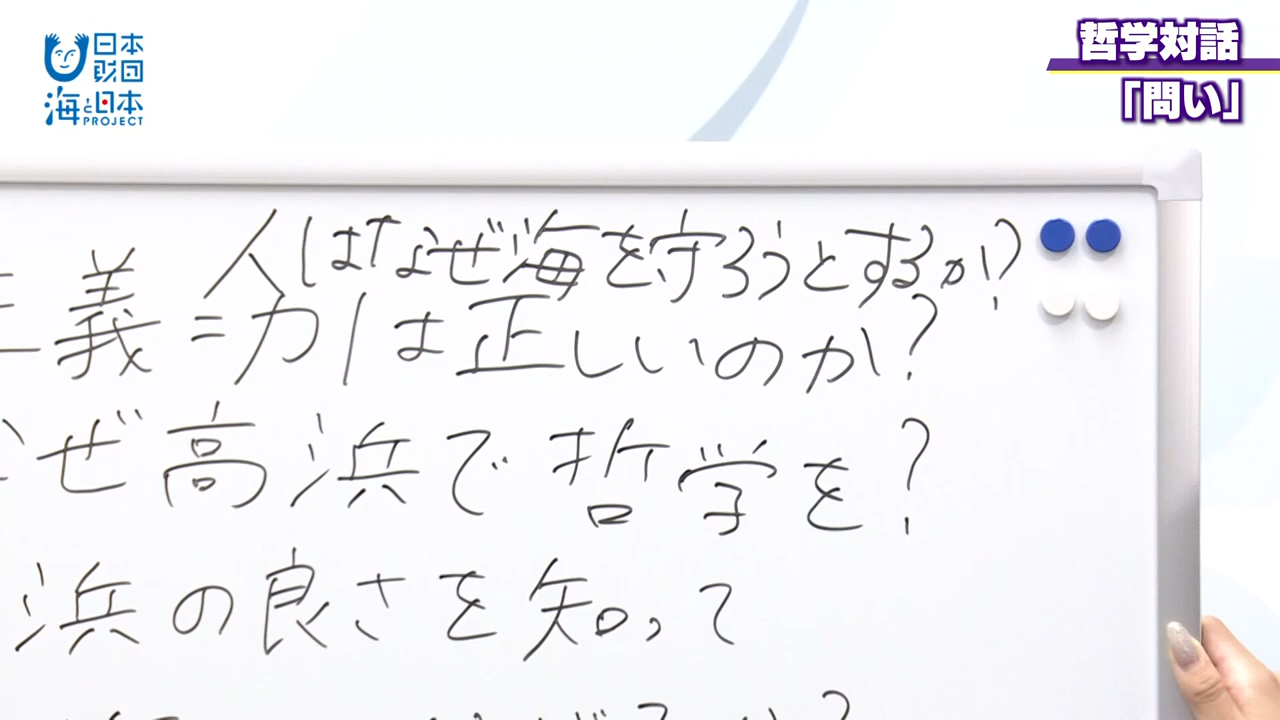 日本
財団
海と日本
PROJECT
哲学対話
「問い」
人はなぜ海を守ろうとするか?
義=力は正しいのか?
ぜ高浜で哲学を?
浜の良さを知って